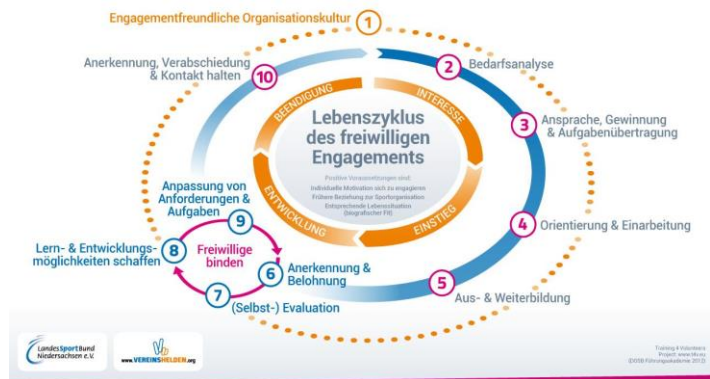 Engagementfreundliche Organisationskultur
1
Anerkennung, Verabschiedung
& Kontakt halten
10
2
Bedarfsanalyse
3
Ansprache, Gewinnung
& Aufgabenübertragung
4
Orientierung & Einarbeitung
5
Aus- & Weiterbildung
BEENDIGUNG
INTERESSE
EINSTIEG
ENTWICKLUNG
Lebenszyklus
des freiwilligen
Engagements
Positive Voraussetzungen sind
Individuelle Motivation sich zu engagieren
Frühere Beziehung zur Sportorganisation
Entsprechende Lebenssituation
(biografischer Fit)
Anpassung von
Anforderungen &
Aufgaben
9
Lern- & Entwicklungs-
möglichkeiten schaffen
8
Freiwillige
binden
6
Anerkennung &
Belohnung
7
(Selbst-) Evaluation
LandesSportBund
Niedersachsen e.V.
www.VEREINSHELDEN.org
Training 4 Volunteers